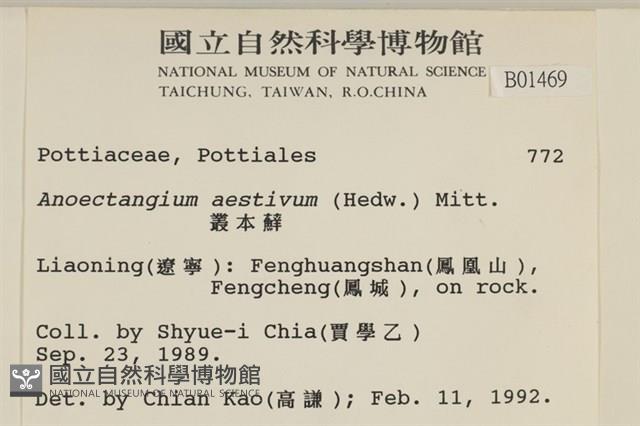 國立自然科學博物館
NATIONAL MUSEUM OF NATURAL SCIENCE
B01469
TAICHUNG, TAIWAN, R.O.CHINA
Pottiaceae, Pottiales 772
Anoectangium aestivum (Hedw.) Mitt.
叢本蘚
Liaoning(遼寧): Fenghuangshan(鳳凰山),
Fengcheng(鳳城), on rock.
Coll. by Shyue-i Chia(賈學乙)
Sep. 23, 1989.
國立自然科學博物館
NATIONAL MUSEUM OF NATURAL SCIENCE
Det. by Chian Kao(高謙); Feb. 11, 1992.